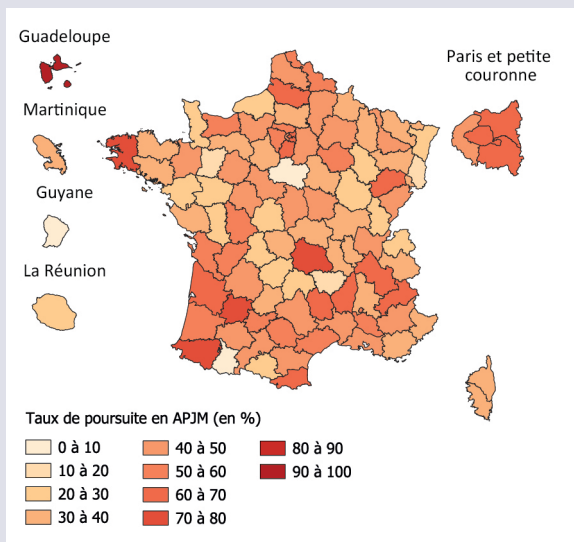 Guadeloupe
Martinique
Guyane
La Réunion
Paris et petite
couronne
Taux de poursuite en APJM (en %)
0 à 10
10 à 20
20 à 30
30 à 40
40 à 50
50 à 60
60 à 70
70 à 80
80 à 90
90 à 100